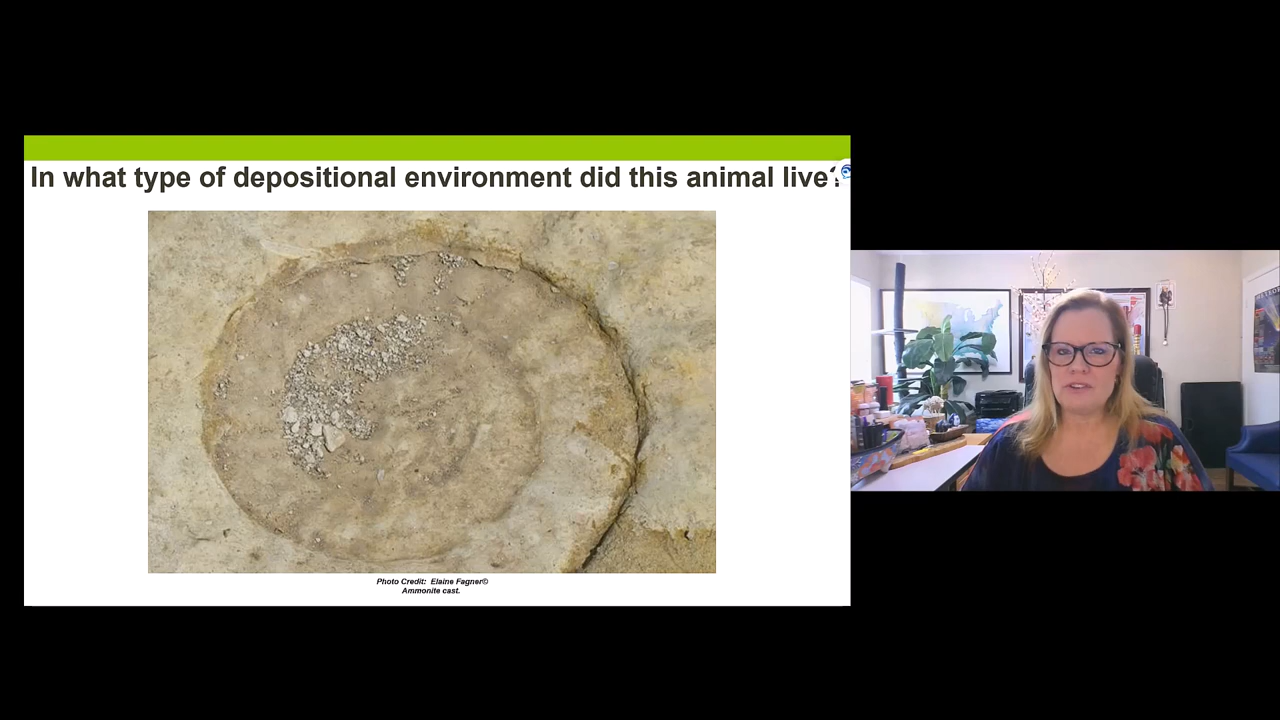 In what type of depositional environment did this animal live?
Photo Credit: Elaine Fagner©
Ammonite cast.